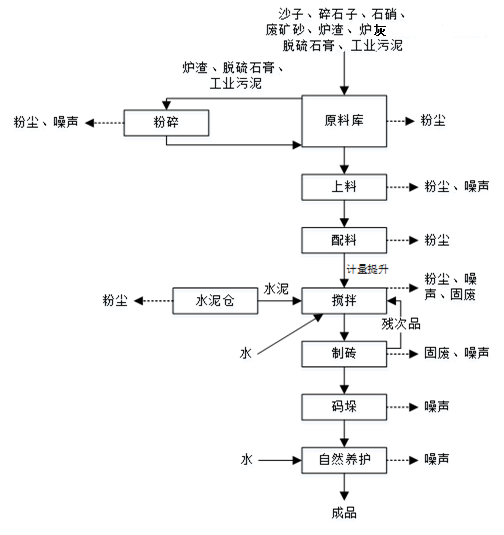 沙子、碎石子、石硝、
废矿砂、炉渣、炉灰
脱硫石膏、工业污泥
炉渣、脱硫石膏、
工业污泥
粉尘、噪声
粉碎
原料库
粉尘
上料
粉尘、噪声
配料
粉尘
计量提升
粉尘、噪
声、固废
粉尘
水泥仓
水泥
搅拌
残次品
水
制砖
固废、噪声
码垛
噪声
水
自然养护
噪声
成品